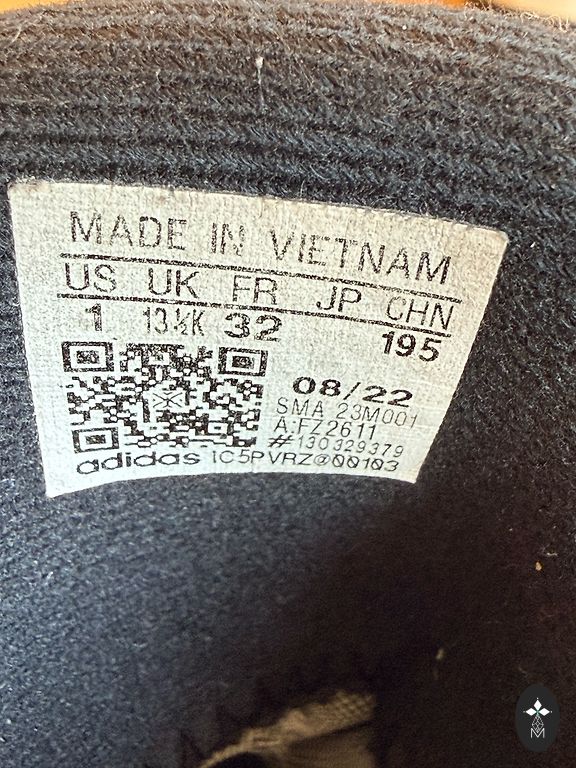 MADE IN VIETNAM
US UK FR JP CHN
1 13½K 32 195
08/22
SMA 23M001
A:FZ2611
#130329379
adidas 1C5PVRZ@00103
M